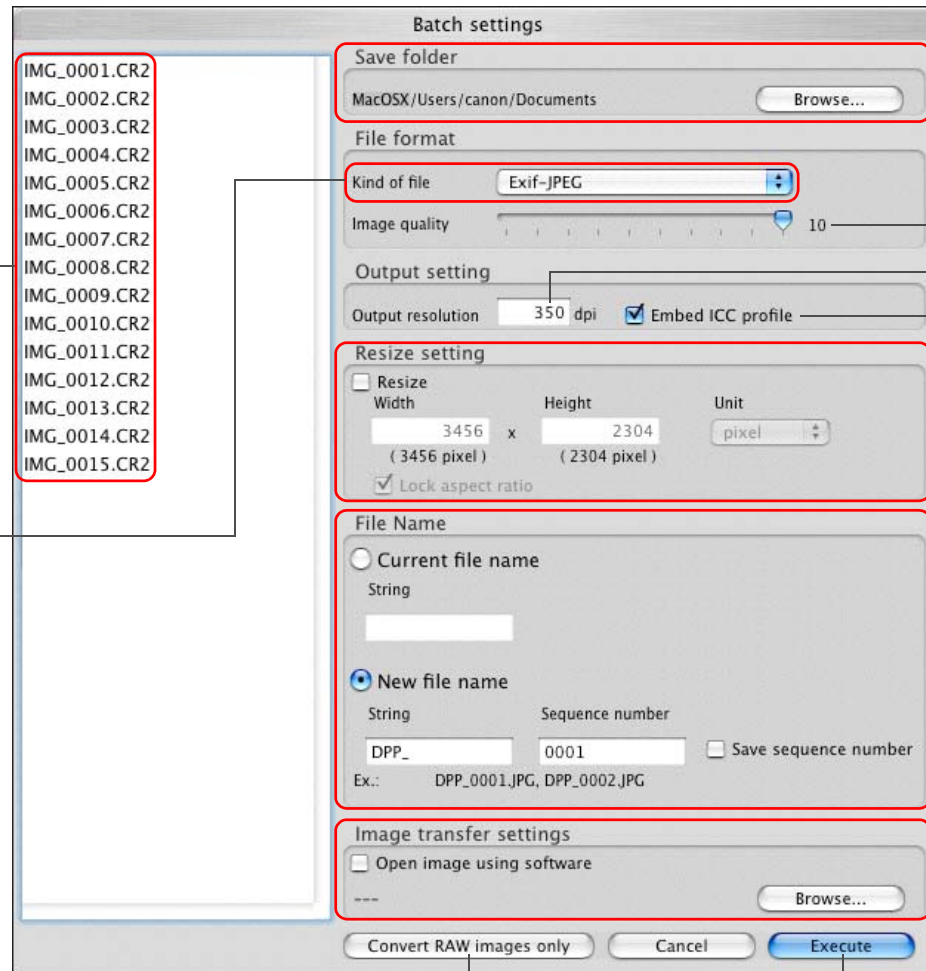 Batch settings
IMG_0001.CR2
IMG_0002.CR2
IMG_0003.CR2
IMG_0004.CR2
IMG_0005.CR2
IMG_0006.CR2
IMG_0007.CR2
IMG_0008.CR2
IMG_0009.CR2
IMG_0010.CR2
IMG_0011.CR2
IMG_0012.CR2
IMG_0013.CR2
IMG_0014.CR2
IMG_0015.CR2
Save folder
MacOSX/Users/canon/Documents Browse...
File format
Kind of file Exif-JPEG
Image quality 10
Output setting
Output resolution 350 dpi Embed ICC profile
Resize setting
Resize
Width Height Unit
3456 x 2304 pixel
( 3456 pixel ) ( 2304 pixel )
Lock aspect ratio
File Name
Current file name
String
New file name
String Sequence number
DPP_ 0001 Save sequence number
Ex.: DPP_0001.JPG, DPP_0002.JPG
Image transfer settings
Open image using software
--- Browse...
Convert RAW images only Cancel Execute